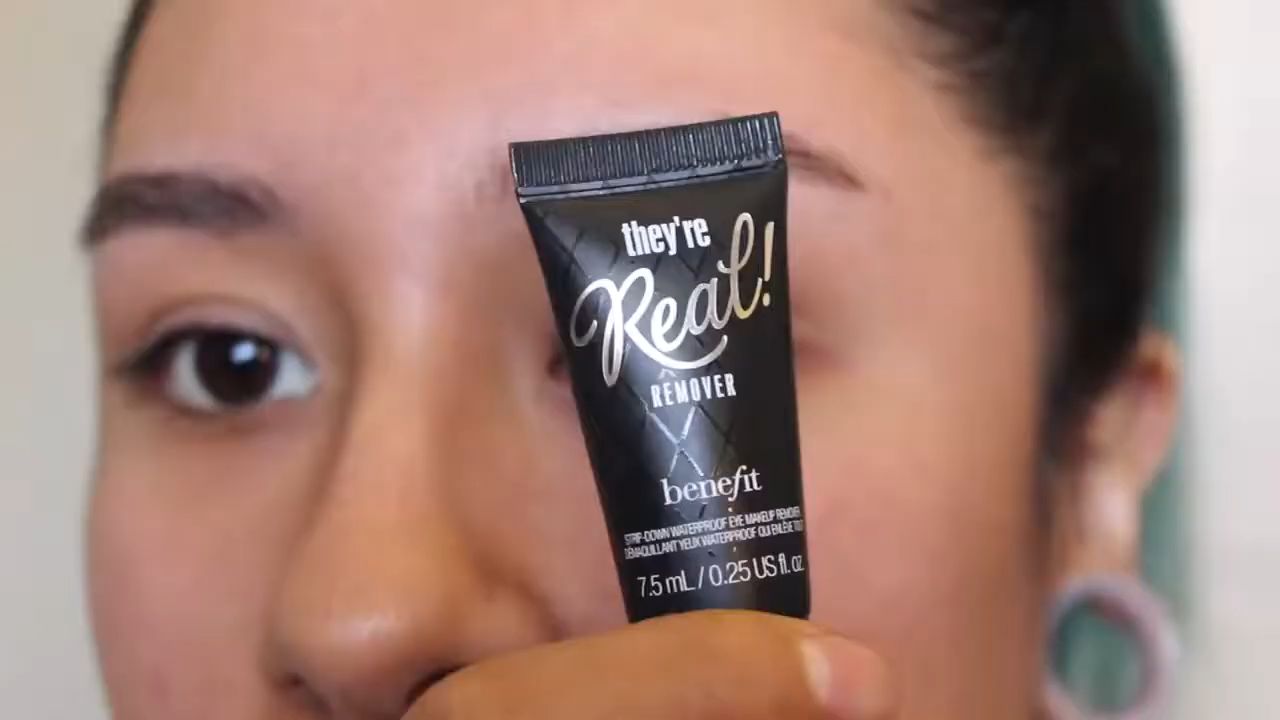 they're
Real!
REMOVER
benefit
STRIP-DOWN WATERPROOF EYE MAKEUP REMOVER
DÉMAQUILLANT YEUX WATERPROOF QUI ENLÈVE TOUT
7.5 mL / 0.25 US fl. oz